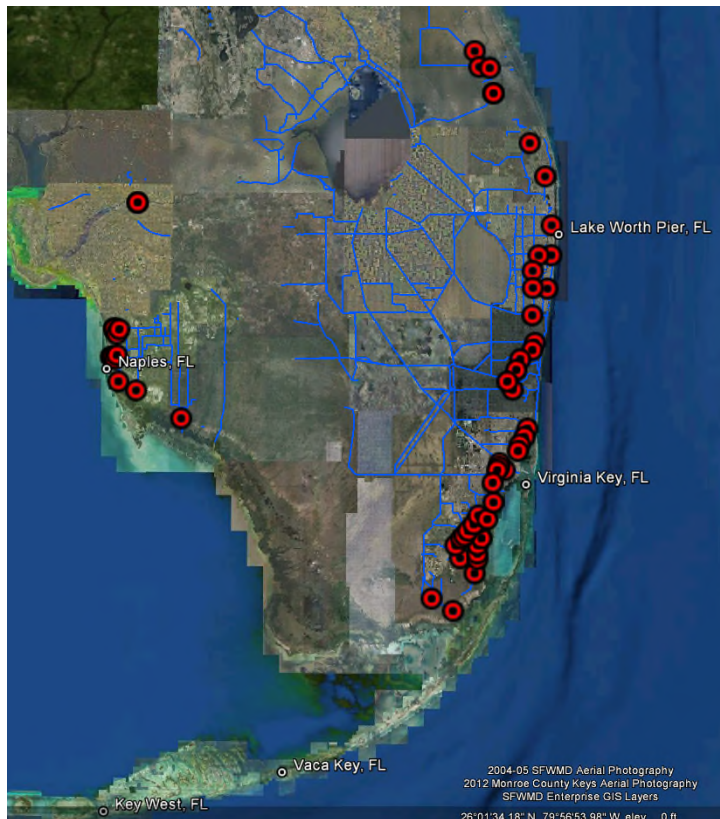 Lake Worth Pier, FL
Naples, FL
Virginia Key, FL
Vaca Key, FL
2004-05 SFWMD Aerial Photography
2012 Monroe County Keys Aerial Photography
SFWMD Enterprise GIS Layers
Key West, FL
26°01'34.18" N 79°56'53.98" W elev 0 ft